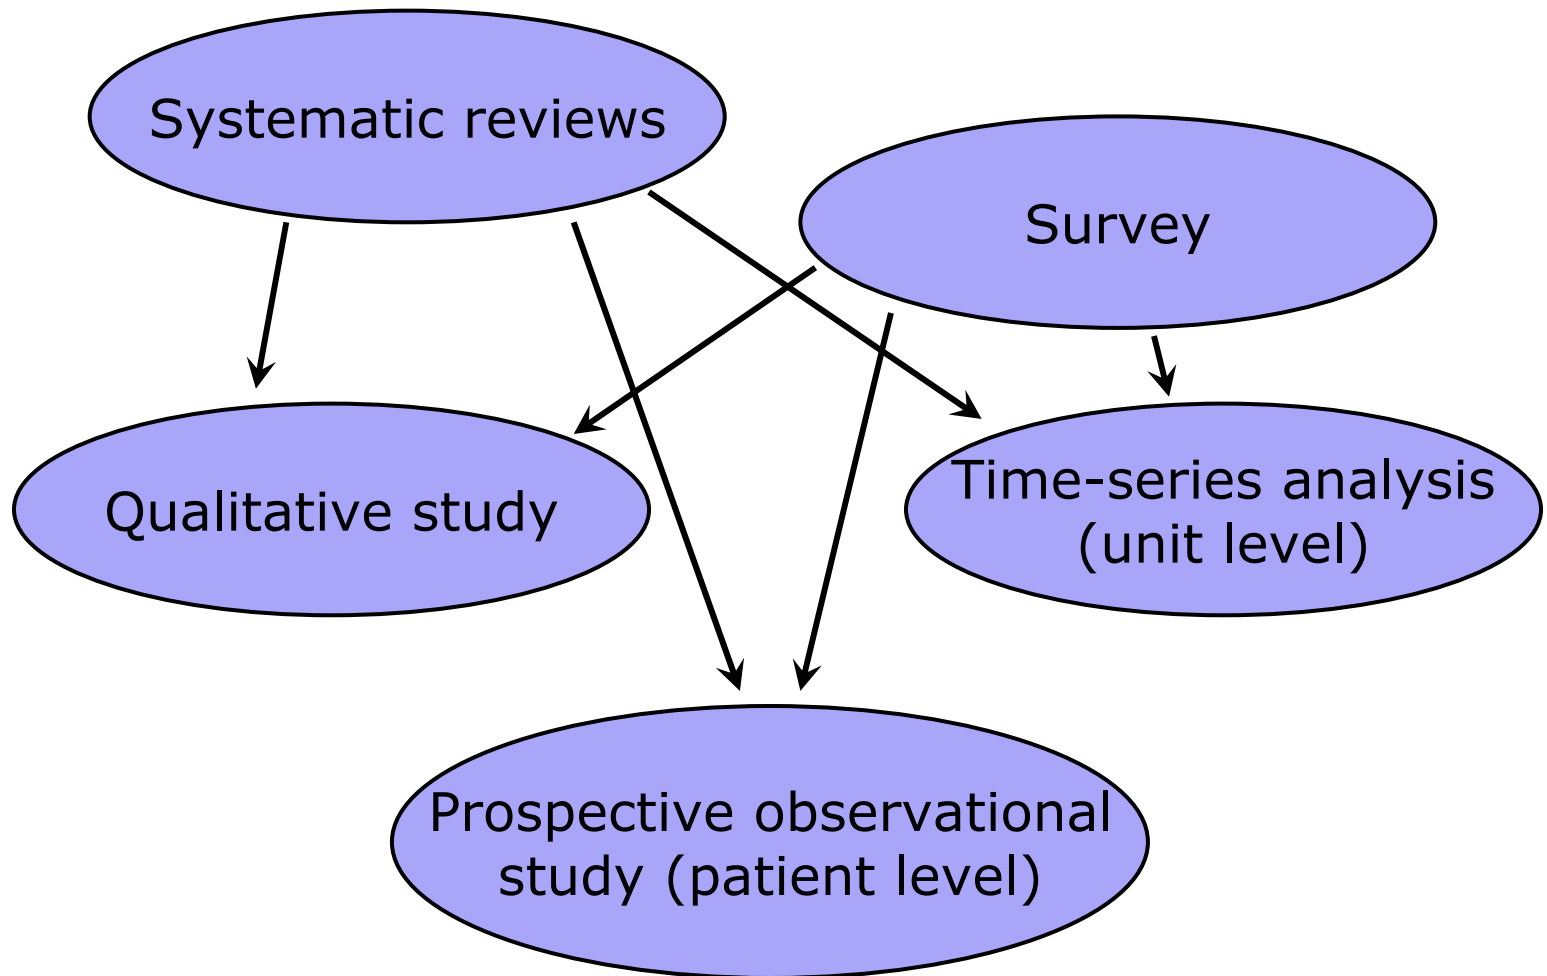 Systematic reviews
Survey
Qualitative study
Time-series analysis
(unit level)
Prospective observational
study (patient level)